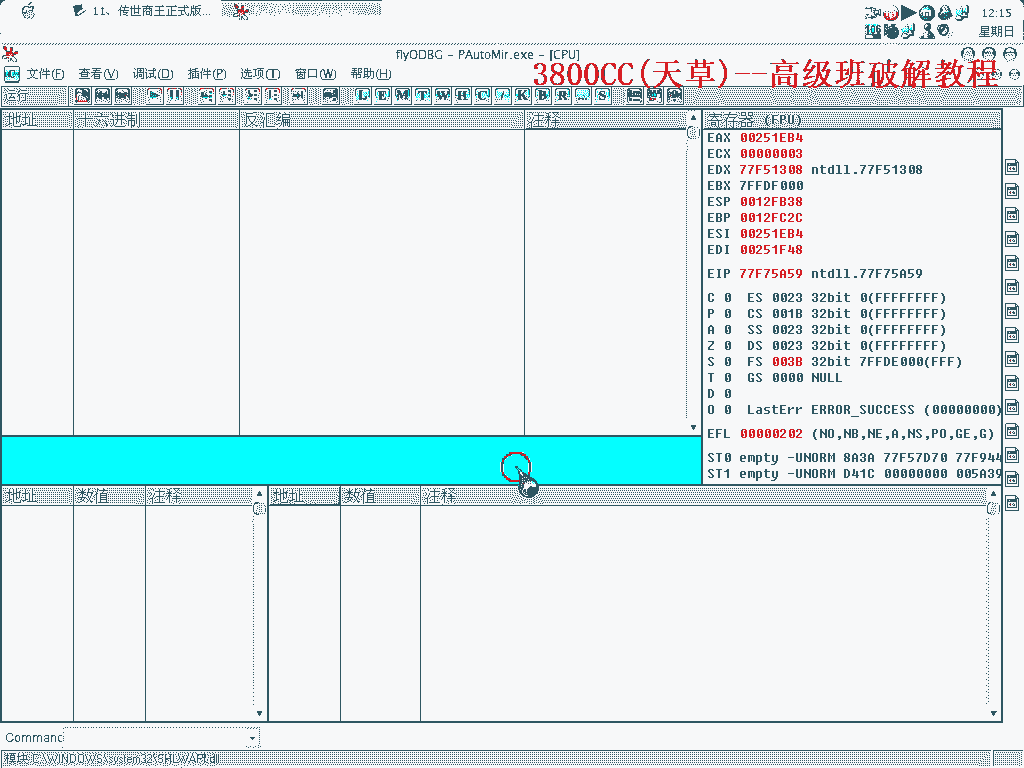 11、传世商王正式版...
12:15
星期日
flyODBG - PAutoMir.exe - [CPU]
文件(F) 查看(V) 调试(D) 插件(P) 选项(T) 窗口(W) 帮助(H)
3800CC(天草)--高级班破解教程
运行 L E M T W H C / K B R ... S
地址 十六进制 反汇编 注释 寄存器 (FPU)
EAX 00251EB4
ECX 00000003
EDX 77F51308 ntdll.77F51308
EBX 7FFDF000
ESP 0012FB38
EBP 0012FC2C
ESI 00251EB4
EDI 00251F48
EIP 77F75A59 ntdll.77F75A59
C 0 ES 0023 32bit 0(FFFFFFFF)
P 0 CS 001B 32bit 0(FFFFFFFF)
A 0 SS 0023 32bit 0(FFFFFFFF)
Z 0 DS 0023 32bit 0(FFFFFFFF)
S 0 FS 003B 32bit 7FFDE000(FFF)
T 0 GS 0000 NULL
D 0
O 0 LastErr ERROR_SUCCESS (00000000)
EFL 00000202 (NO,NB,NE,A,NS,PO,GE,G)
ST0 empty -UNORM 8A3A 77F57D70 77F944
ST1 empty -UNORM D41C 00000000 005A39
地址 数值 注释 地址 数值 注释
Command
模块 C:\WINDOWS\system32\SHLWAPI.dl